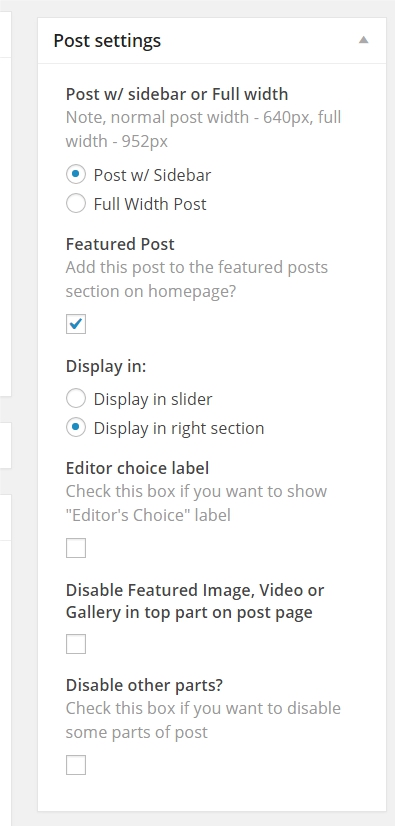 Post settings
Post w/ sidebar or Full width
Note, normal post width - 640px, full
width - 952px
Post w/ Sidebar
Full Width Post
Featured Post
Add this post to the featured posts
section on homepage?
Display in:
Display in slider
Display in right section
Editor choice label
Check this box if you want to show
"Editor's Choice" label
Disable Featured Image, Video or
Gallery in top part on post page
Disable other parts?
Check this box if you want to disable
some parts of post